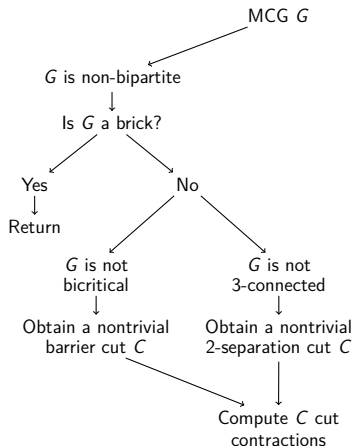 MCG G
G is non-bipartite
Is G a brick?
Yes
No
Return
G is not
bicritical
G is not
3-connected
Obtain a nontrivial
barrier cut C
Obtain a nontrivial
2-separation cut C
Compute C cut
contractions